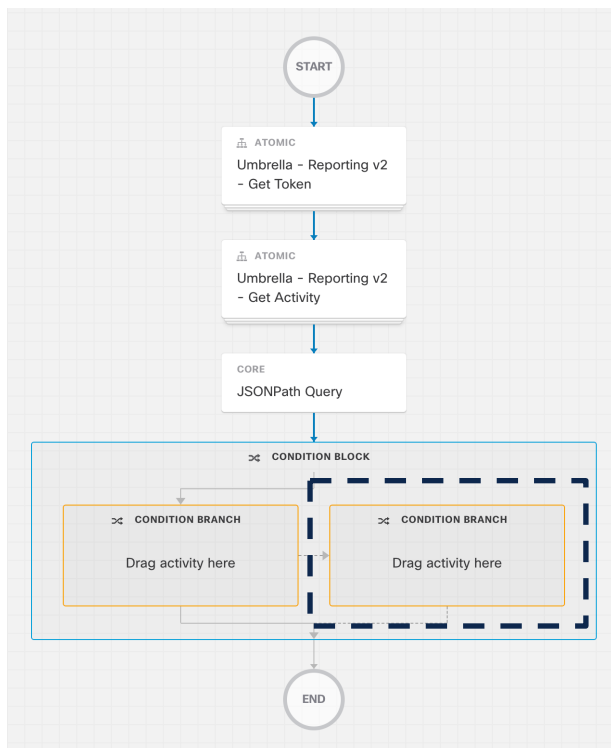 START
ATOMIC
Umbrella - Reporting v2
- Get Token
ATOMIC
Umbrella - Reporting v2
- Get Activity
CORE
JSONPath Query
CONDITION BLOCK
CONDITION BRANCH
Drag activity here
CONDITION BRANCH
Drag activity here
END